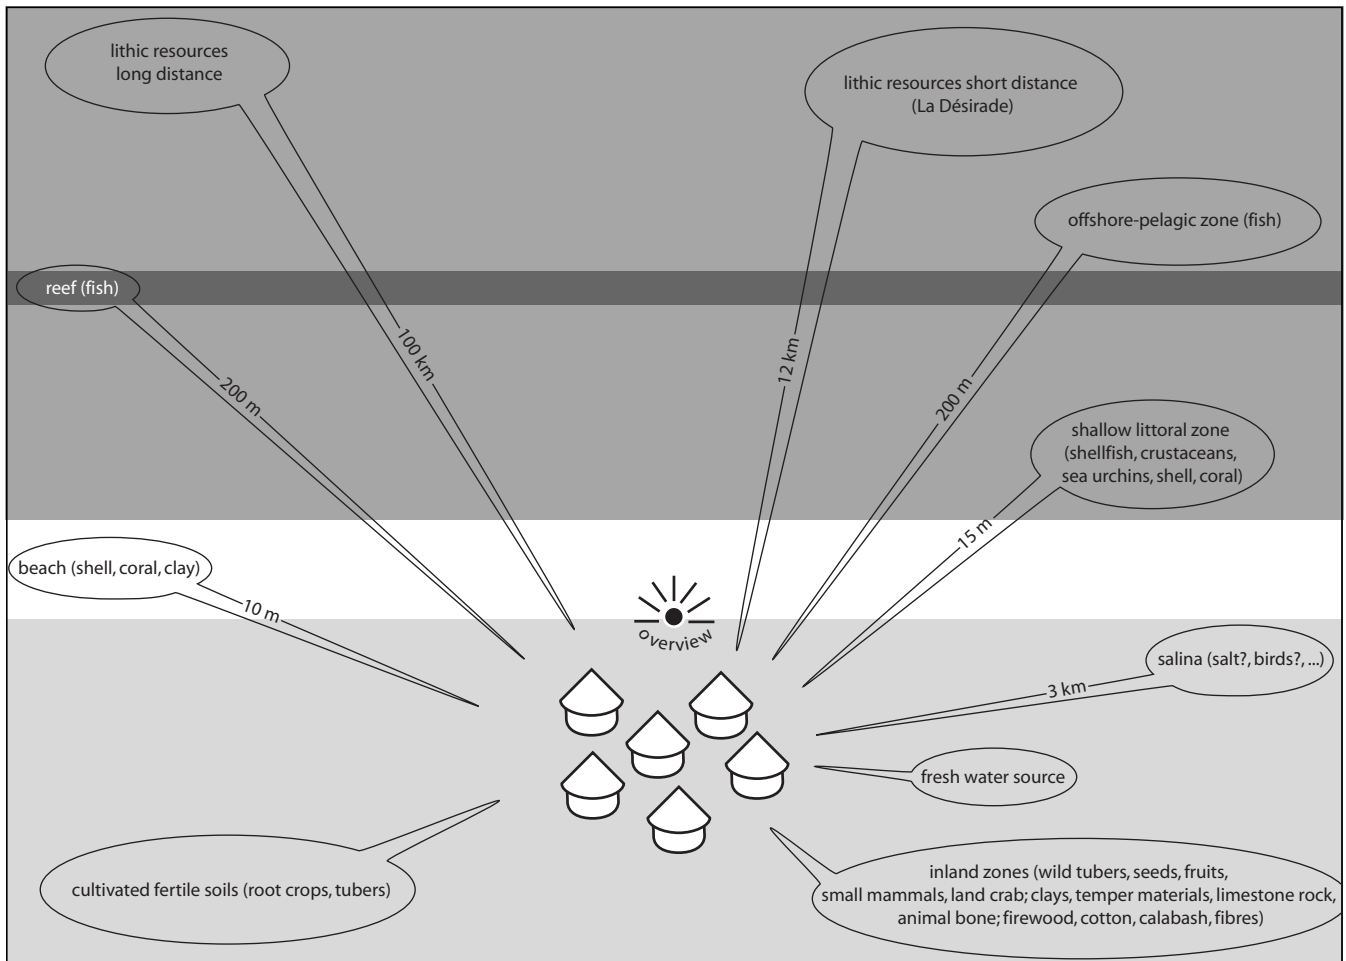 lithic resources
long distance
lithic resources short distance
(La Désirade)
offshore-pelagic zone (fish)
reef (fish)
100 km
12 km
200 m
200 m
shallow littoral zone
(shellfish, crustaceans,
sea urchins, shell, coral)
15 m
beach (shell, coral, clay)
10 m
overview
salina (salt?, birds?, ...)
3 km
fresh water source
cultivated fertile soils (root crops, tubers)
inland zones (wild tubers, seeds, fruits,
small mammals, land crab; clays, temper materials, limestone rock,
animal bone; firewood, cotton, calabash, fibres)